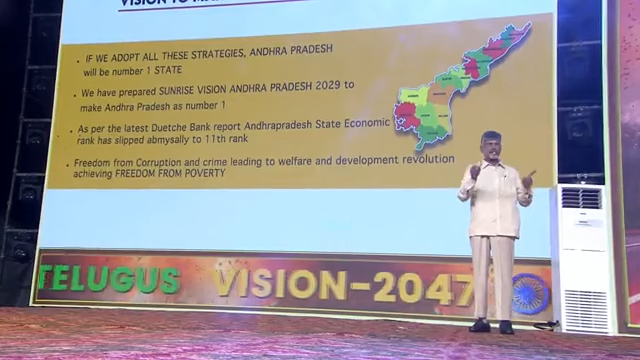 VISION TO
• IF WE ADOPT ALL THESE STRATEGIES, ANDHRA PRADESH
will be number 1 STATE
• We have prepared SUNRISE VISION ANDHRA PRADESH 2029 to
make Andhra Pradesh as number 1
• As per the latest Duetche Bank report Andhrapradesh State Economic
rank has slipped abmysally to 11th rank
• Freedom from Corruption and crime leading to welfare and development revolution
achieving FREEDOM FROM POVERTY
TELUGUS VISION-2047